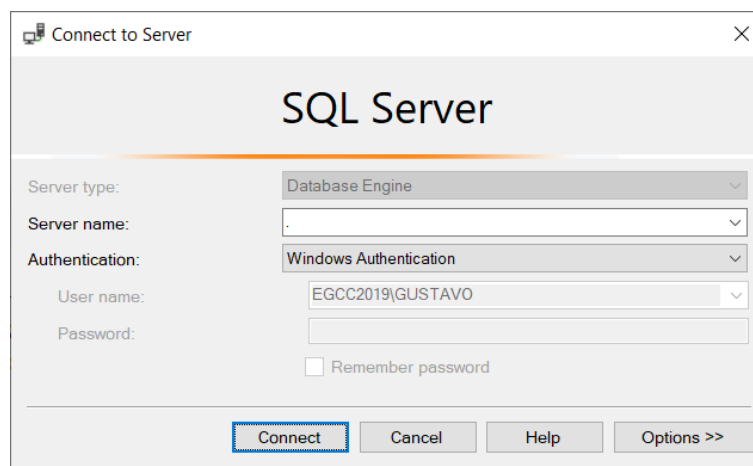 Connect to Server
SQL Server
Server type: Database Engine
Server name: .
Authentication: Windows Authentication
User name: EGCC2019\GUSTAVO
Password:
Remember password
Connect Cancel Help Options >>